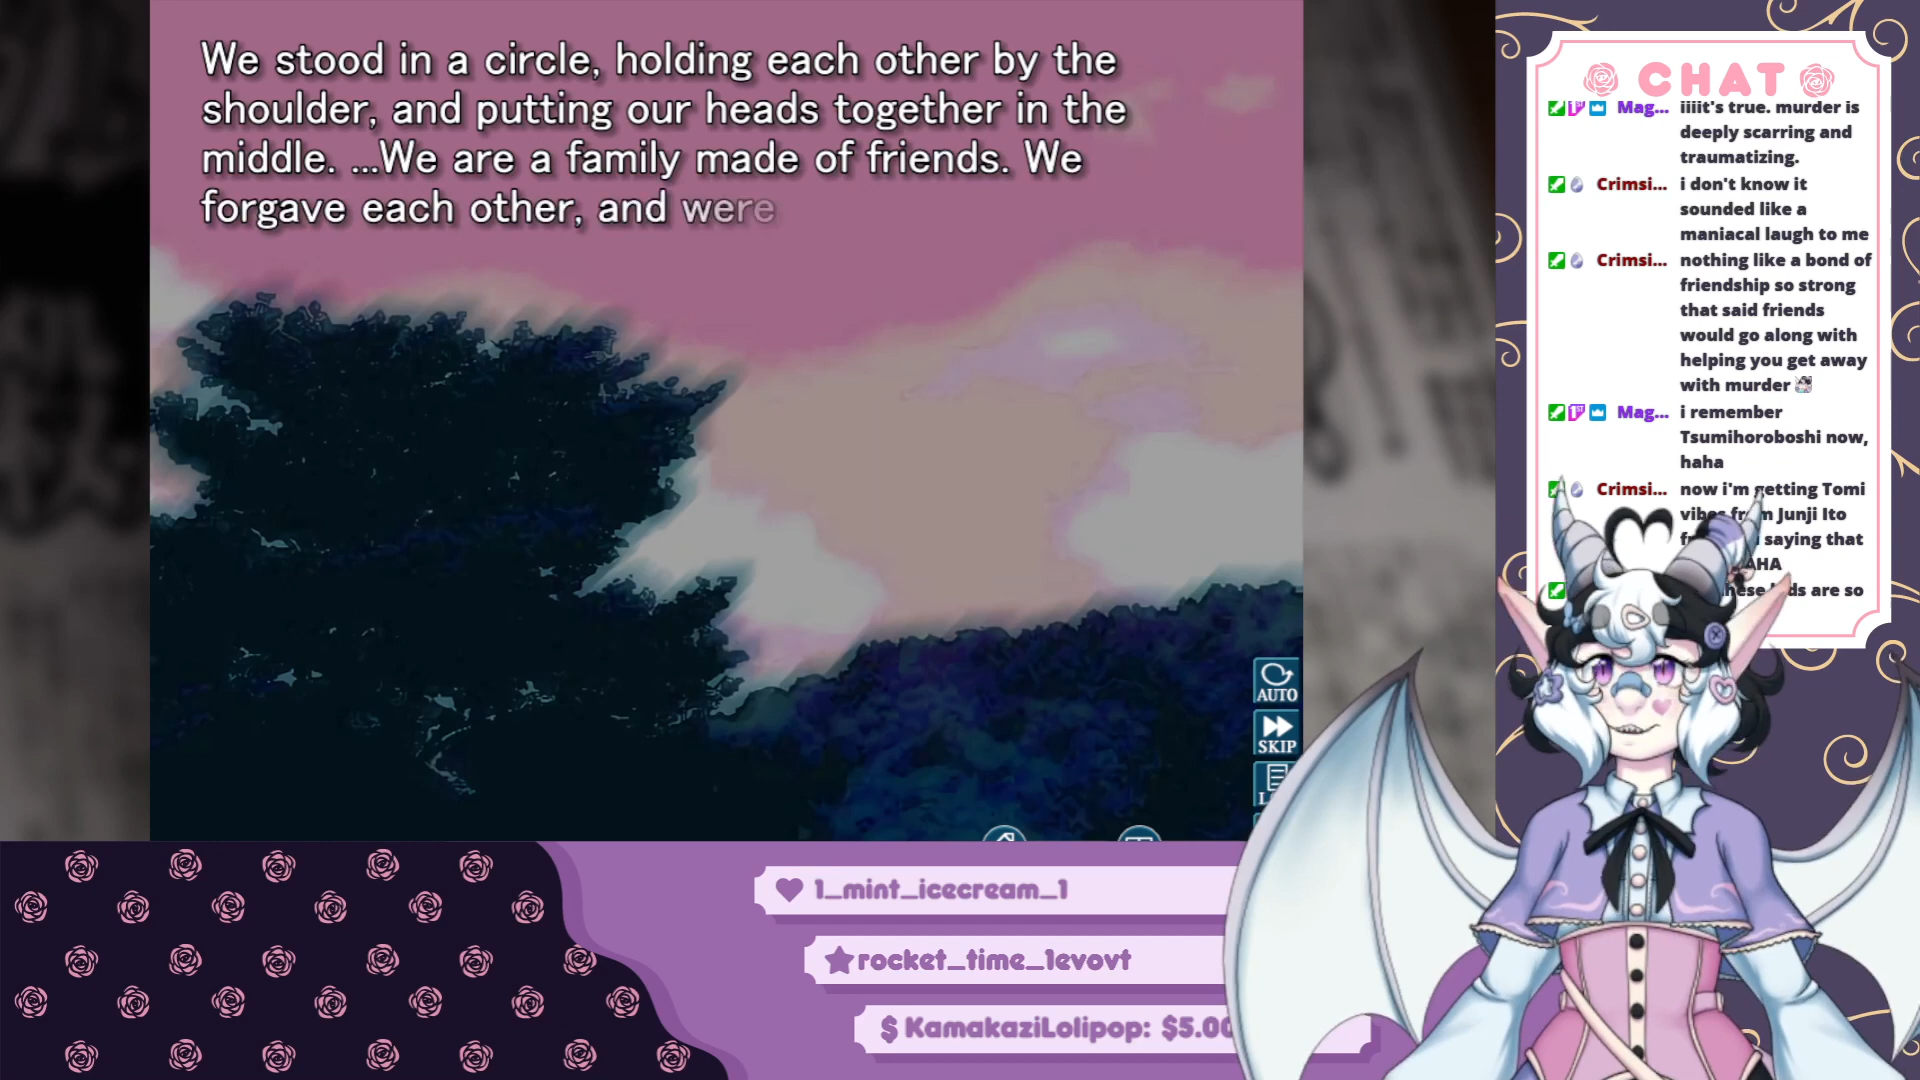 We stood in a circle, holding each other by the
shoulder, and putting our heads together in the
middle. ...We are a family made of friends. We
forgave each other, and were
AUTO
SKIP
CHAT
Mag... iiiit's true. murder is
deeply scarring and
traumatizing.
Crimsi... i don't know it
sounded like a
maniacal laugh to me
Crimsi... nothing like a bond of
friendship so strong
that said friends
would go along with
helping you get away
with murder
Mag... i remember
Tsumihoroboshi now,
haha
Crimsi... now i'm getting Tomi
Junji Ito
saying that
are so
1_mint_icecream_1
rocket_time_1evovt
$ KamakaziLolipop: $5.00